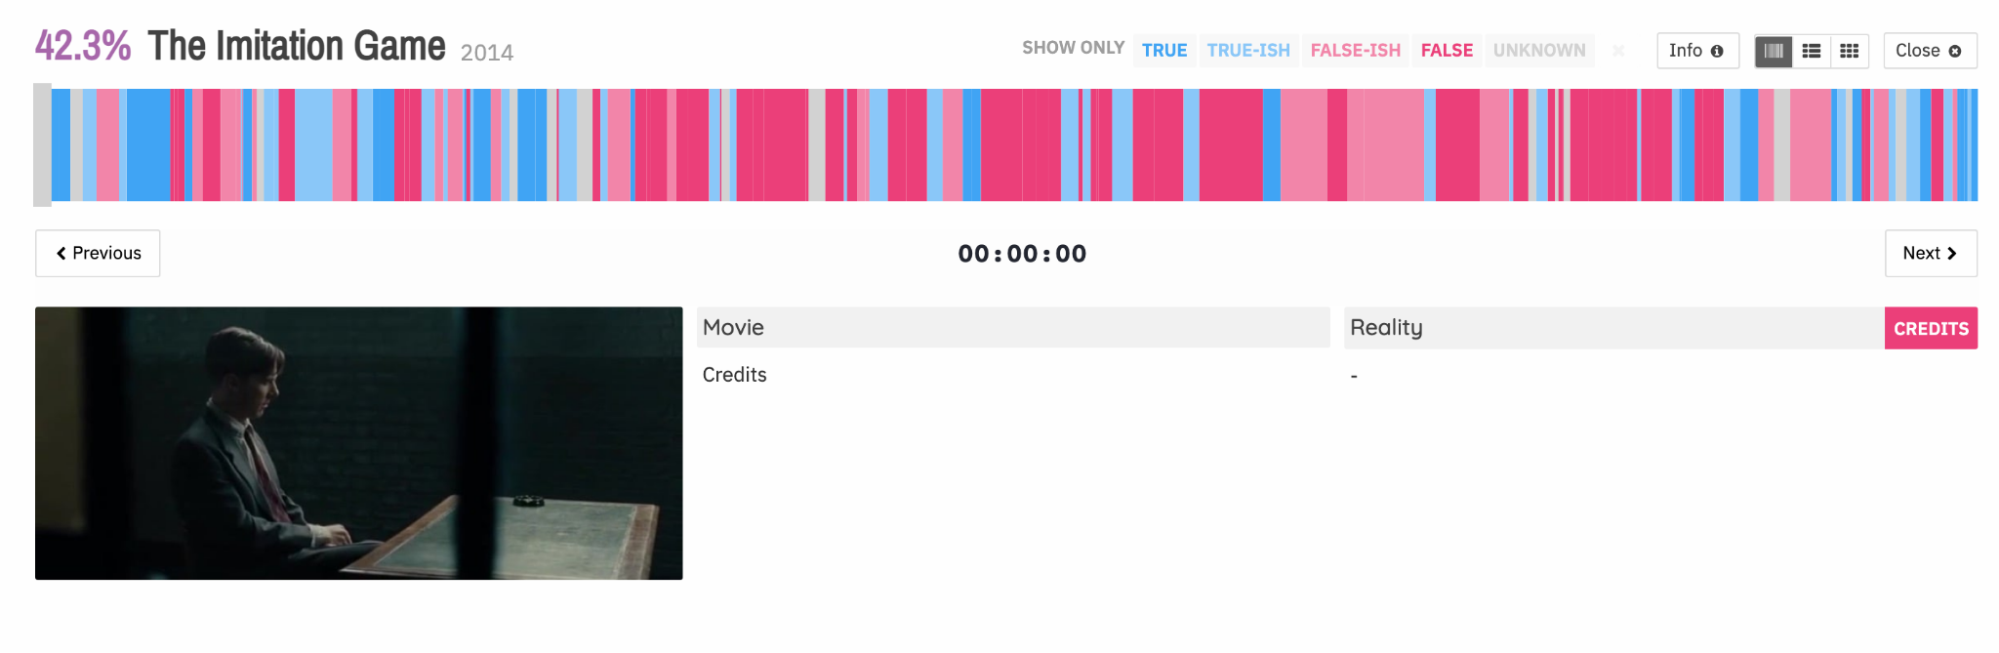 42.3% The Imitation Game 2014
SHOW ONLY TRUE TRUE-ISH FALSE-ISH FALSE UNKNOWN × Info Close
Previous 00:00:00 Next
Movie
Credits
Reality CREDITS
-